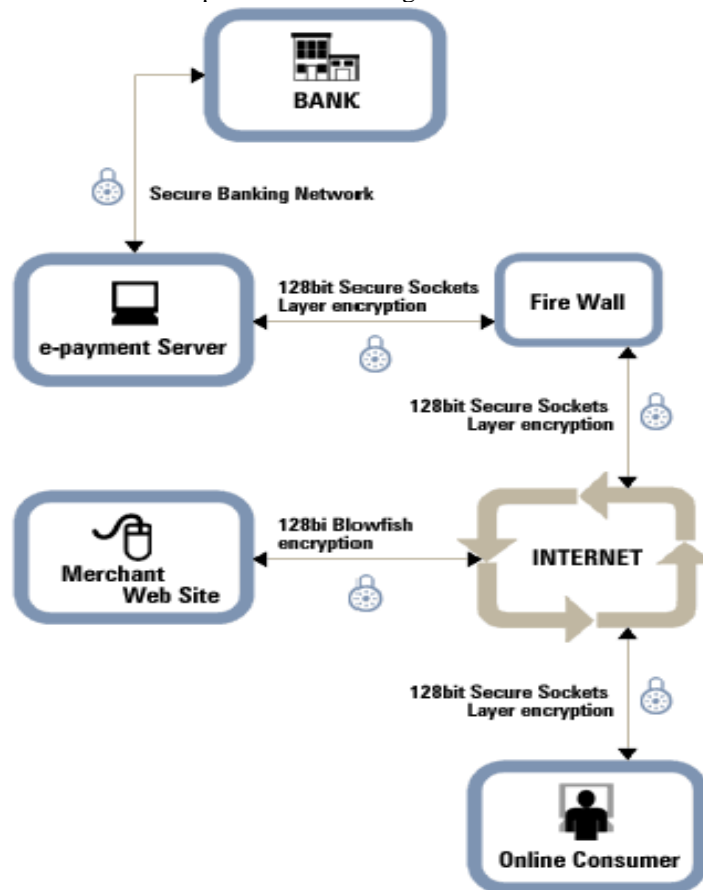 BANK
Secure Banking Network
128bit Secure Sockets
Layer encryption
Fire Wall
e-payment Server
128bit Secure Sockets
Layer encryption
128bi Blowfish
encryption
INTERNET
Merchant
Web Site
128bit Secure Sockets
Layer encryption
Online Consumer